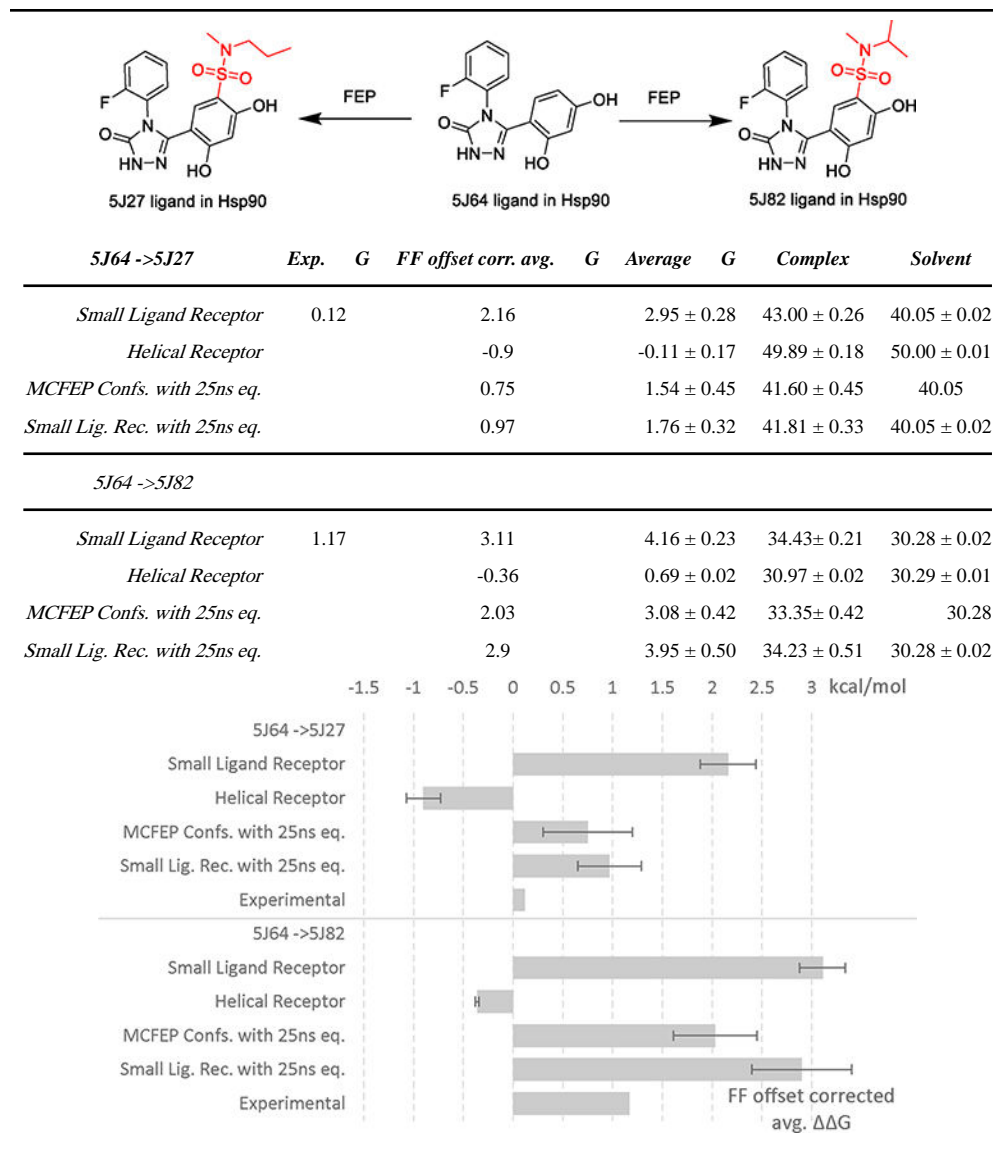 N
O=S=O
F
N
O
HN-N
OH
HO
FEP
F
N
O
HN-N
OH
HO
FEP
N
O=S=O
F
N
O
HN-N
OH
HO
5J27 ligand in Hsp90
5J64 ligand in Hsp90
5J82 ligand in Hsp90
5J64 ->5J27 Exp. G FF offset corr. avg. G Average G Complex Solvent
Small Ligand Receptor 0.12 2.16 2.95 ± 0.28 43.00 ± 0.26 40.05 ± 0.02
Helical Receptor -0.9 -0.11 ± 0.17 49.89 ± 0.18 50.00 ± 0.01
MCFEP Confs. with 25ns eq. 0.75 1.54 ± 0.45 41.60 ± 0.45 40.05
Small Lig. Rec. with 25ns eq. 0.97 1.76 ± 0.32 41.81 ± 0.33 40.05 ± 0.02
5J64 ->5J82
Small Ligand Receptor 1.17 3.11 4.16 ± 0.23 34.43± 0.21 30.28 ± 0.02
Helical Receptor -0.36 0.69 ± 0.02 30.97 ± 0.02 30.29 ± 0.01
MCFEP Confs. with 25ns eq. 2.03 3.08 ± 0.42 33.35± 0.42 30.28
Small Lig. Rec. with 25ns eq. 2.9 3.95 ± 0.50 34.23 ± 0.51 30.28 ± 0.02
-1.5 -1 -0.5 0 0.5 1 1.5 2 2.5 3 kcal/mol
5J64 ->5J27
Small Ligand Receptor
Helical Receptor
MCFEP Confs. with 25ns eq.
Small Lig. Rec. with 25ns eq.
Experimental
5J64 ->5J82
Small Ligand Receptor
Helical Receptor
MCFEP Confs. with 25ns eq.
Small Lig. Rec. with 25ns eq.
Experimental
FF offset corrected
avg. ΔΔG